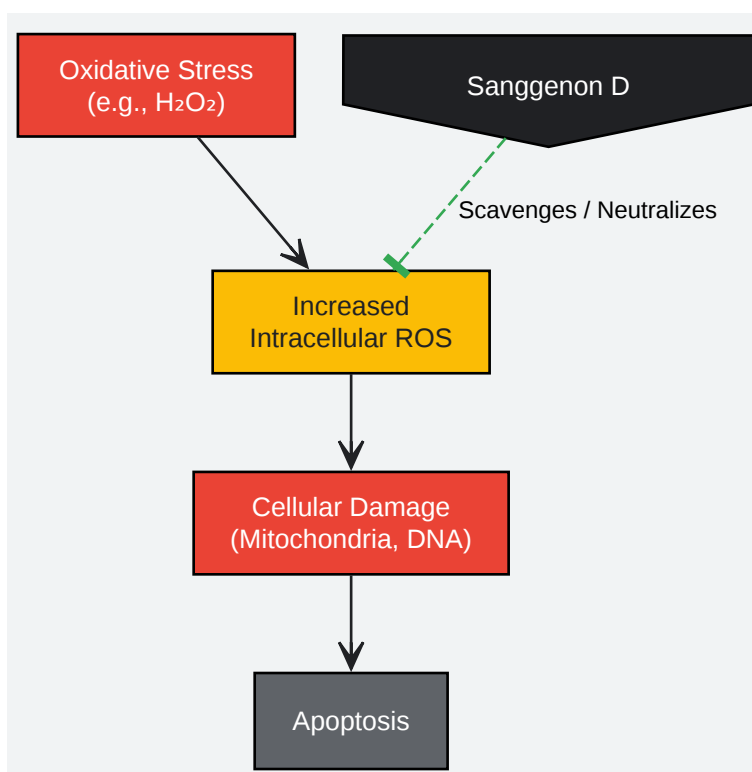 Oxidative Stress
(e.g., H₂O₂)
Sanggenon D
Scavenges / Neutralizes
Increased
Intracellular ROS
Cellular Damage
(Mitochondria, DNA)
Apoptosis